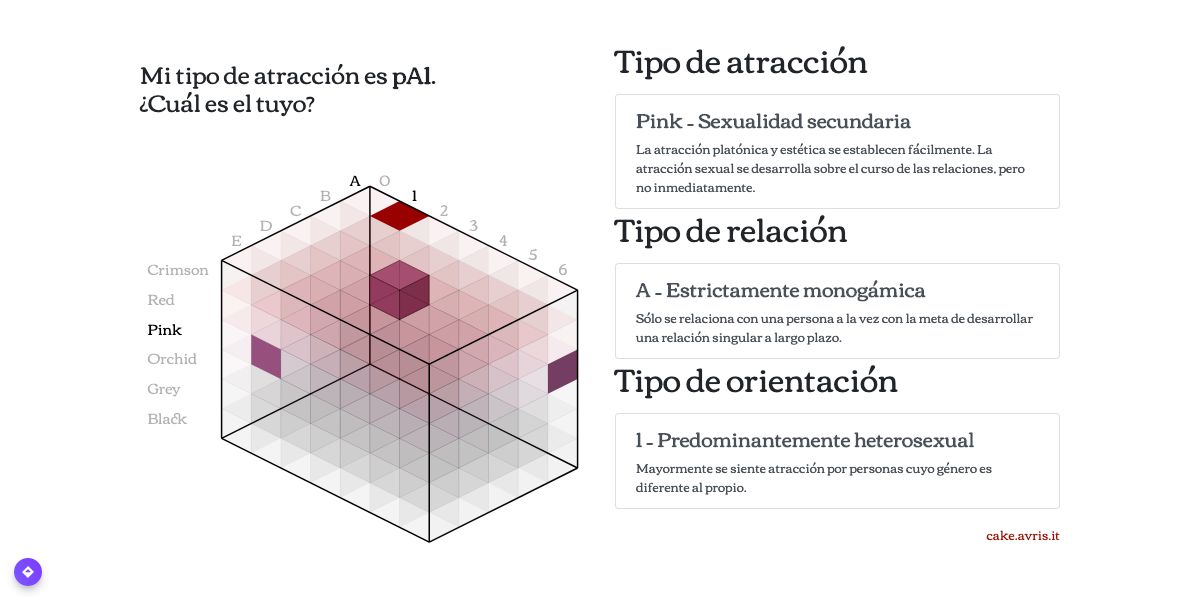 Mi tipo de atracción es pA1.
¿Cuál es el tuyo?
A 0
B 1
C 2
D 3
E 4
5
6
Crimson
Red
Pink
Orchid
Grey
Black
Tipo de atracción
Pink - Sexualidad secundaria
La atracción platónica y estética se establecen fácilmente. La
atracción sexual se desarrolla sobre el curso de las relaciones, pero
no inmediatamente.
Tipo de relación
A - Estrictamente monogámica
Sólo se relaciona con una persona a la vez con la meta de desarrollar
una relación singular a largo plazo.
Tipo de orientación
1 - Predominantemente heterosexual
Mayormente se siente atracción por personas cuyo género es
diferente al propio.
cake.avris.it